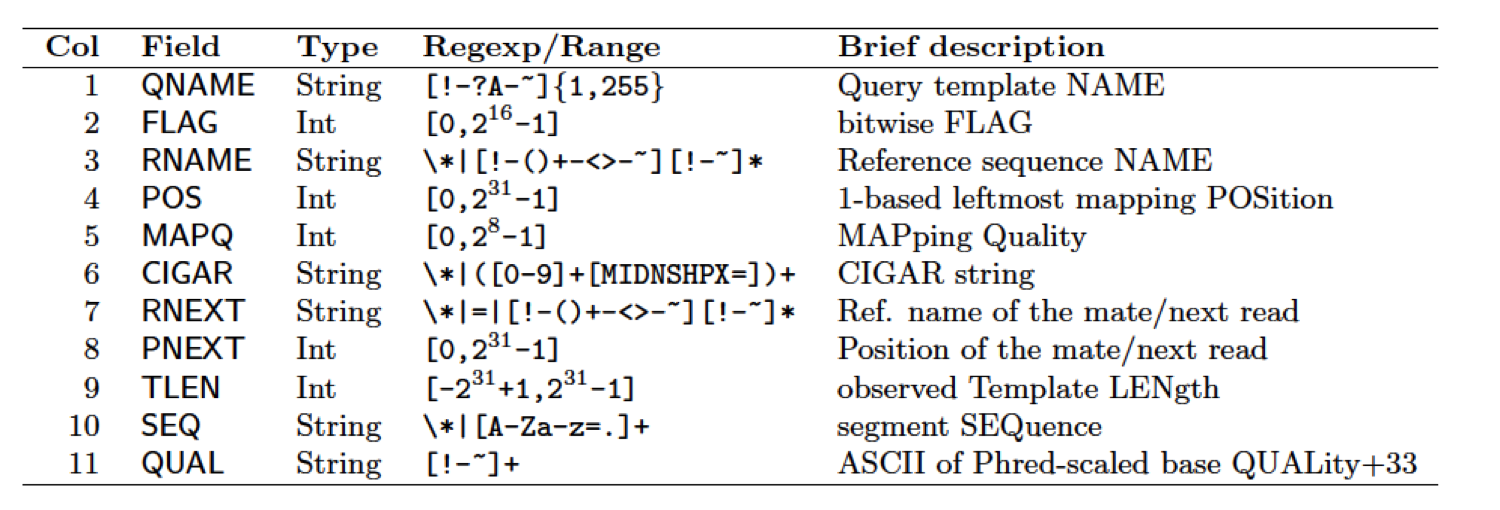 Col Field Type Regexp/Range Brief description
1 QNAME String [!-?A-~]{1,255} Query template NAME
2 FLAG Int [0,2^16-1] bitwise FLAG
3 RNAME String \*|[!-()+-<>-~][!-~]* Reference sequence NAME
4 POS Int [0,2^31-1] 1-based leftmost mapping POSition
5 MAPQ Int [0,2^8-1] MAPping Quality
6 CIGAR String \*|([0-9]+[MIDNSHPX=])+ CIGAR string
7 RNEXT String \*|=|[!-()+-<>-~][!-~]* Ref. name of the mate/next read
8 PNEXT Int [0,2^31-1] Position of the mate/next read
9 TLEN Int [-2^31+1,2^31-1] observed Template LENgth
10 SEQ String \*|[A-Za-z=.]+ segment SEQuence
11 QUAL String [!-~]+ ASCII of Phred-scaled base QUALity+33